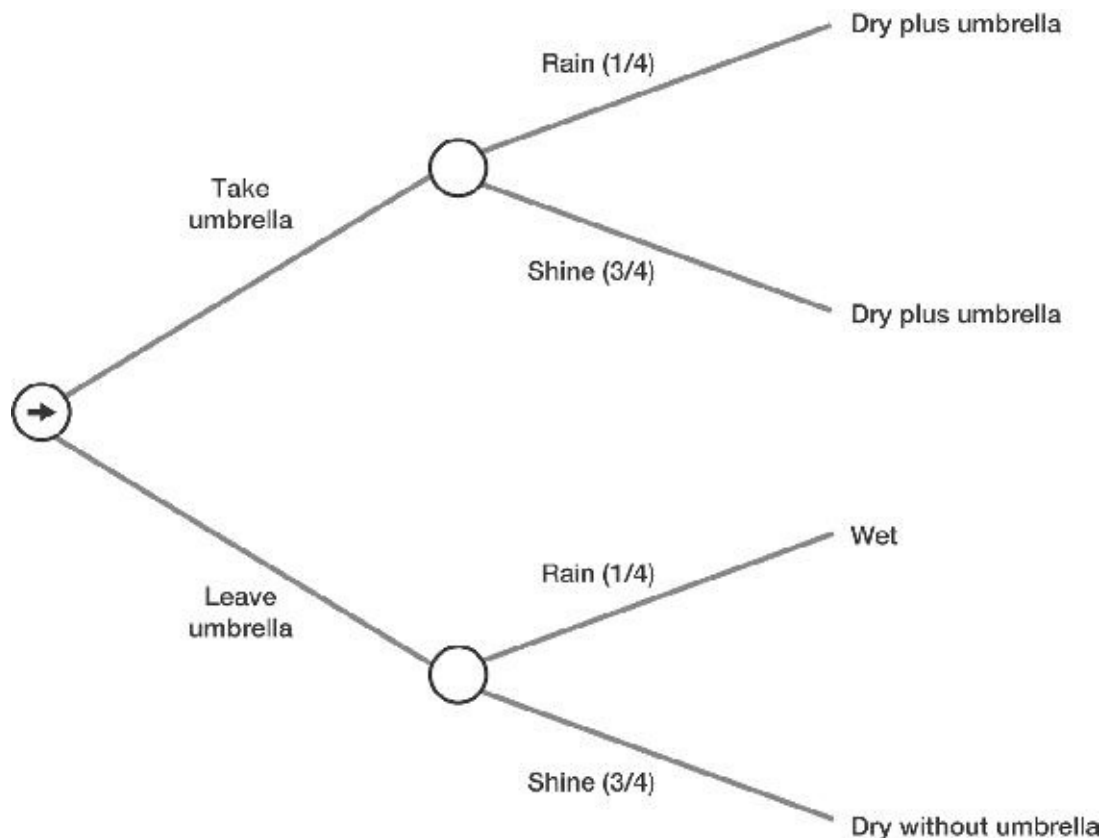 Dry plus umbrella
Rain (1/4)
Take
umbrella
Shine (3/4)
Dry plus umbrella
Wet
Rain (1/4)
Leave
umbrella
Shine (3/4)
Dry without umbrella